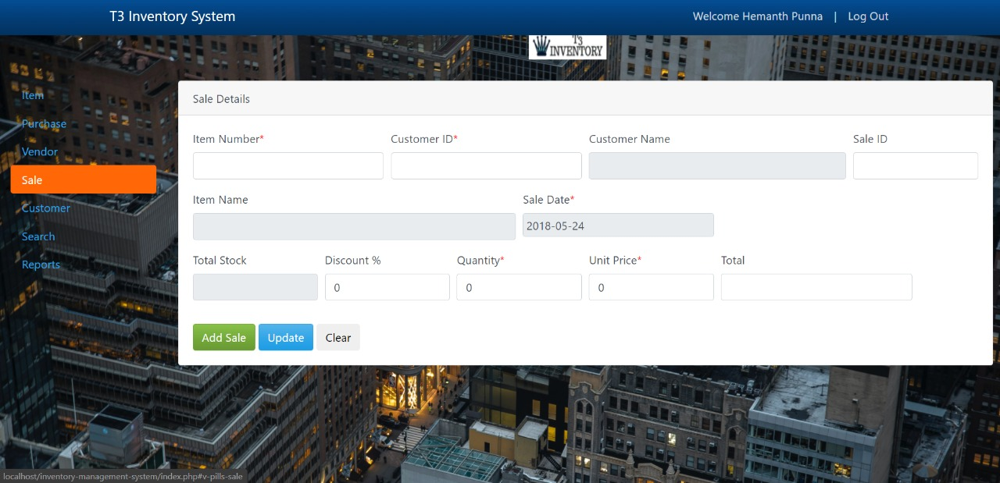 T3 Inventory System
Welcome Hemanth Punna | Log Out
T3
INVENTORY
Item
Purchase
Vendor
Sale
Customer
Search
Reports
Sale Details
Item Number* Customer ID* Customer Name Sale ID
Item Name Sale Date*
2018-05-24
Total Stock Discount % Quantity* Unit Price* Total
0 0 0
Add Sale Update Clear
localhost/inventory-management-system/index.php#v-pills-sale